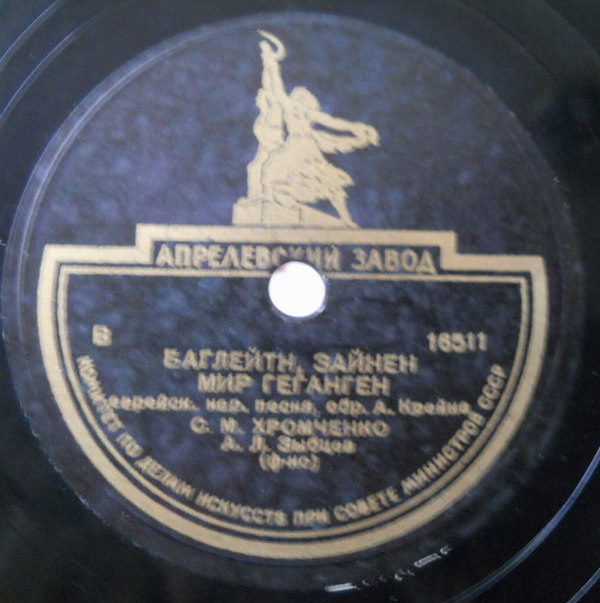 АПРЕЛЕВСКИЙ ЗАВОД
В 16511
БАГЛЕЙТН, ЗАЙНЕН
МИР ГЕГАНГЕН
еврейск. нар. песня, обр. А. Крейна
С. М. ХРОМЧЕНКО
А. Л. Зыбцев
(ф-но)
КОМИТЕТ ПО ДЕЛАМ ИСКУССТВ ПРИ СОВЕТЕ МИНИСТРОВ СССР